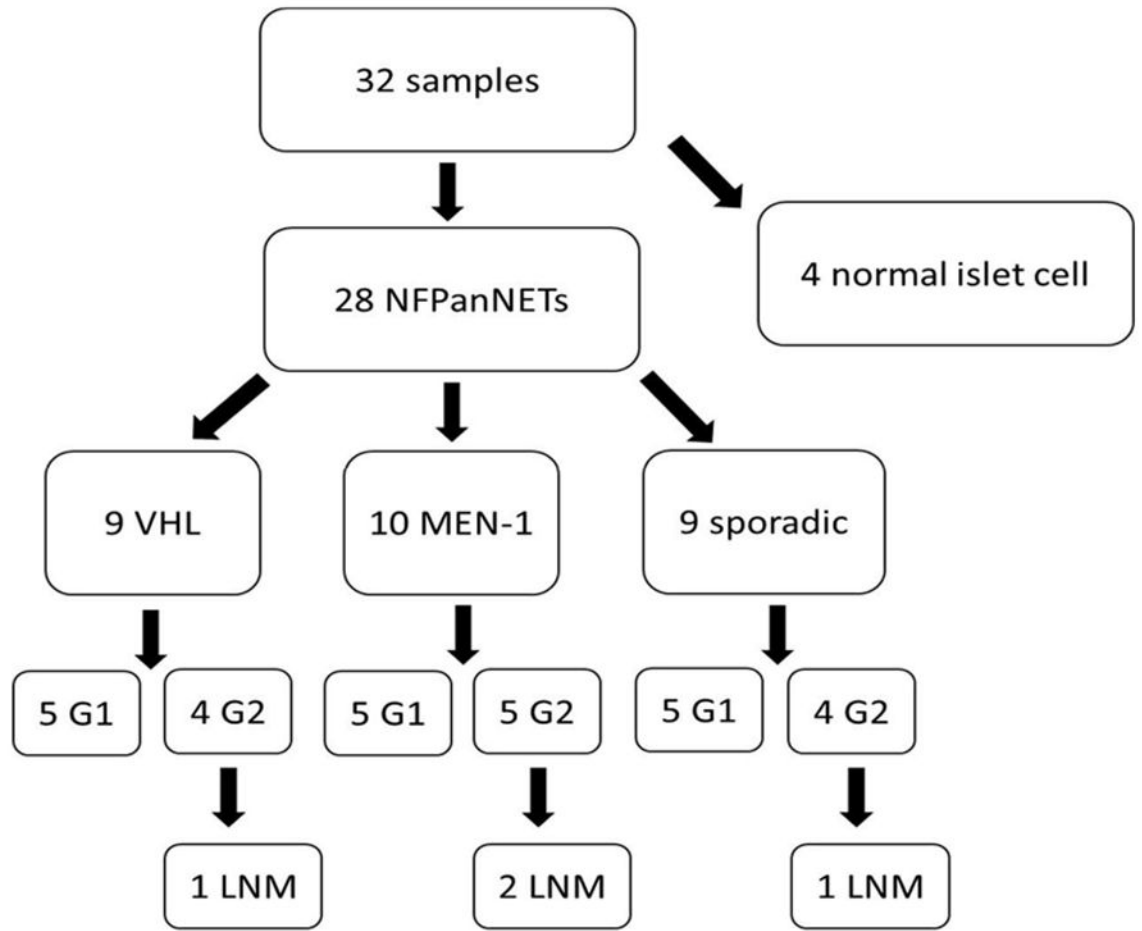 32 samples
4 normal islet cell
28 NFPanNETs
9 VHL
10 MEN-1
9 sporadic
5 G1
4 G2
5 G1
5 G2
5 G1
4 G2
1 LNM
2 LNM
1 LNM